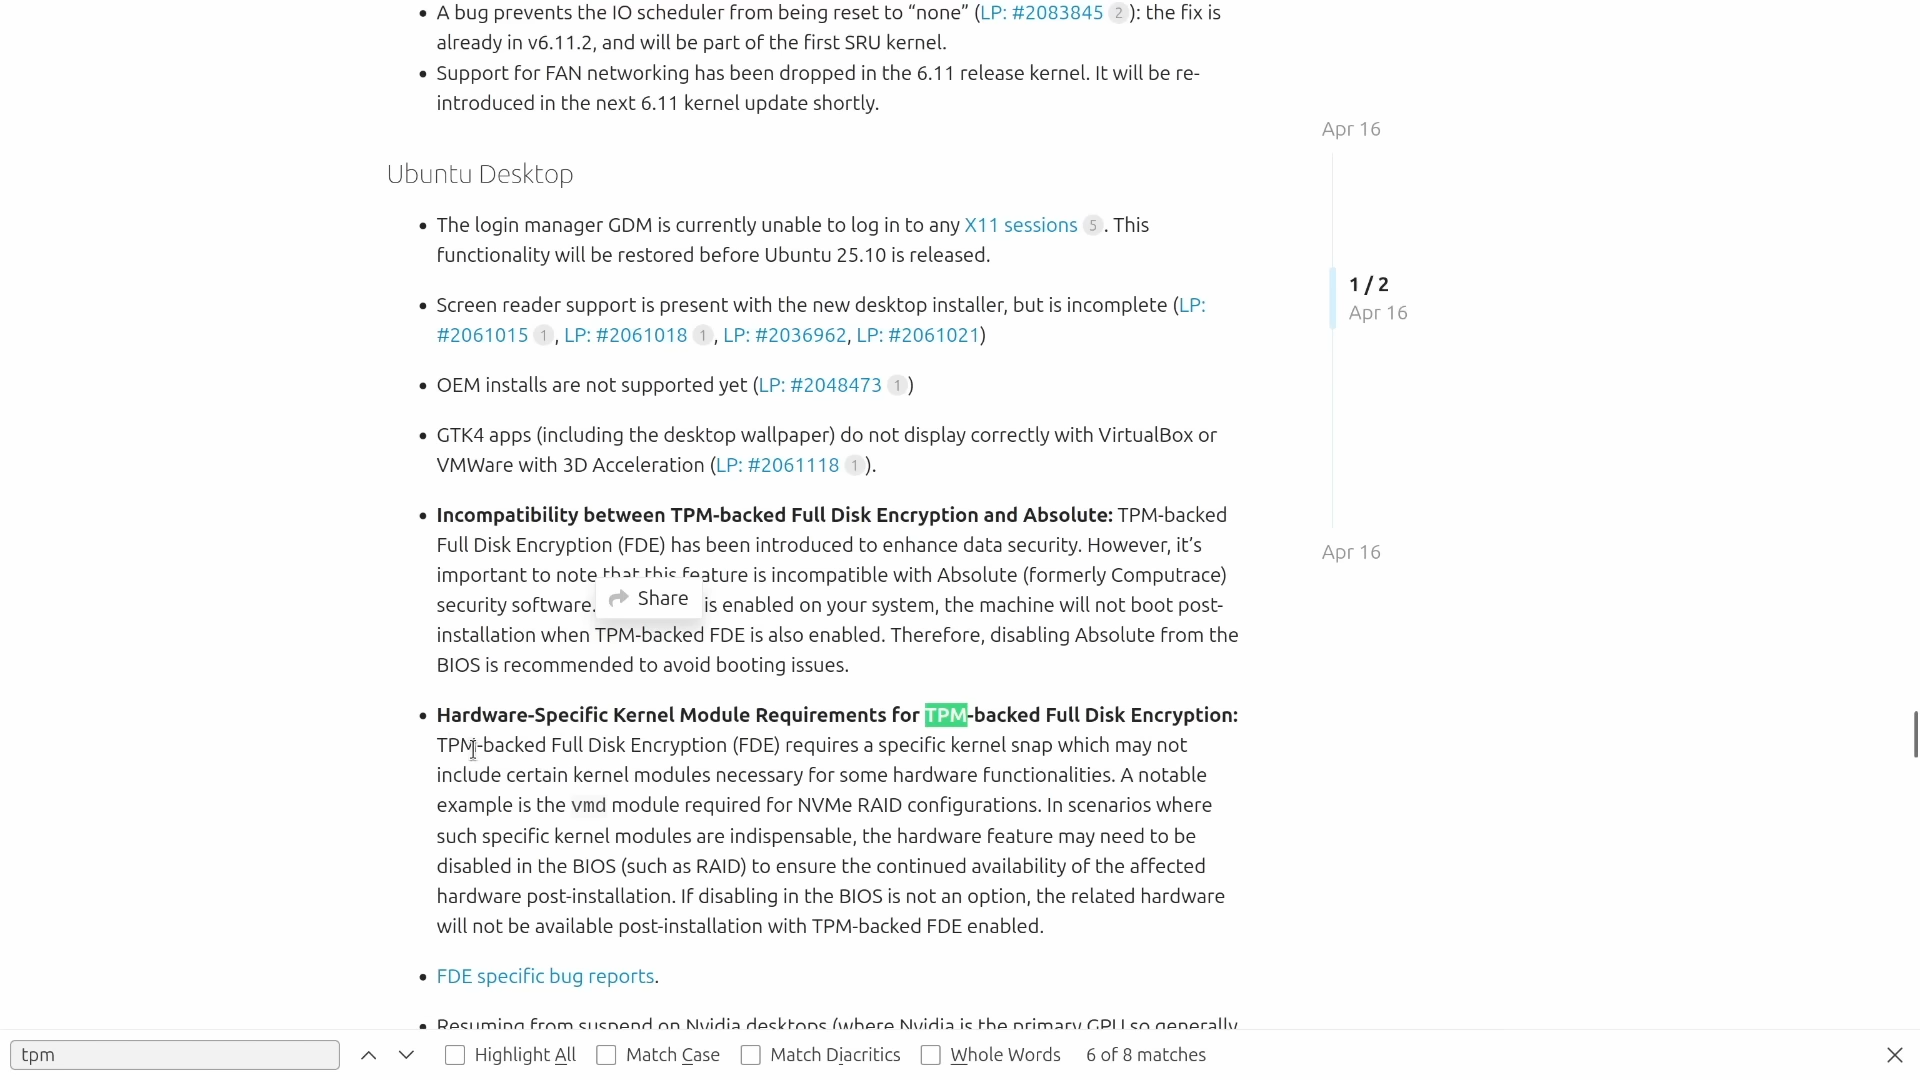 A bug prevents the IO scheduler from being reset to “none” (LP: #2083845 2): the fix is
already in v6.11.2, and will be part of the first SRU kernel.
Support for FAN networking has been dropped in the 6.11 release kernel. It will be re-
introduced in the next 6.11 kernel update shortly.
Apr 16
Ubuntu Desktop
The login manager GDM is currently unable to log in to any X11 sessions 5. This
functionality will be restored before Ubuntu 25.10 is released.
1 / 2
Apr 16
Screen reader support is present with the new desktop installer, but is incomplete (LP:
#2061015 1, LP: #2061018 1, LP: #2036962, LP: #2061021)
OEM installs are not supported yet (LP: #2048473 1)
GTK4 apps (including the desktop wallpaper) do not display correctly with VirtualBox or
VMWare with 3D Acceleration (LP: #2061118 1).
Incompatibility between TPM-backed Full Disk Encryption and Absolute: TPM-backed
Full Disk Encryption (FDE) has been introduced to enhance data security. However, it’s
Apr 16
important to note that this feature is incompatible with Absolute (formerly Computrace)
security software. Share is enabled on your system, the machine will not boot post-
installation when TPM-backed FDE is also enabled. Therefore, disabling Absolute from the
BIOS is recommended to avoid booting issues.
Hardware-Specific Kernel Module Requirements for TPM-backed Full Disk Encryption:
TPM-backed Full Disk Encryption (FDE) requires a specific kernel snap which may not
include certain kernel modules necessary for some hardware functionalities. A notable
example is the vmd module required for NVMe RAID configurations. In scenarios where
such specific kernel modules are indispensable, the hardware feature may need to be
disabled in the BIOS (such as RAID) to ensure the continued availability of the affected
hardware post-installation. If disabling in the BIOS is not an option, the related hardware
will not be available post-installation with TPM-backed FDE enabled.
FDE specific bug reports.
Resuming from suspend on Nvidia desktops (where Nvidia is the primary GPU so generally
tpm Highlight All Match Case Match Diacritics Whole Words 6 of 8 matches